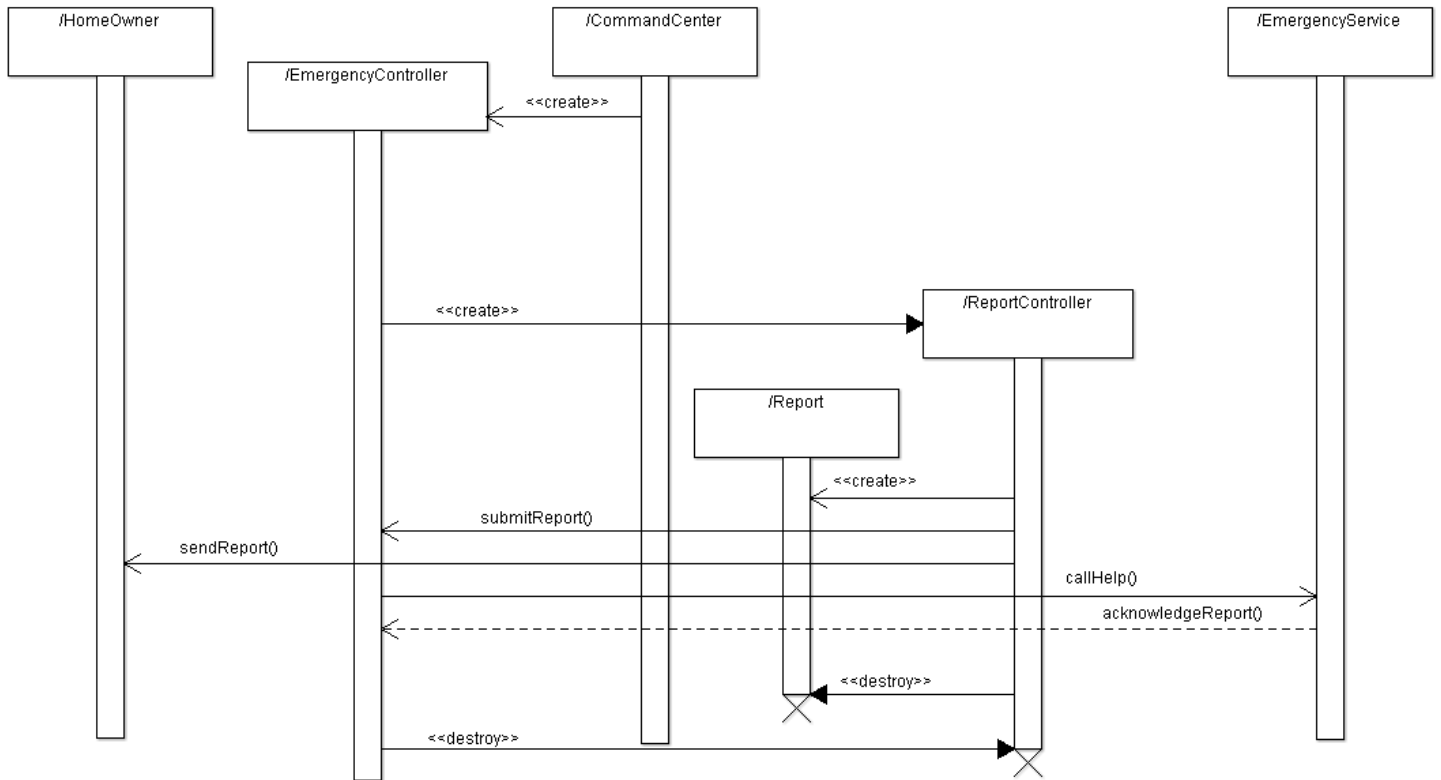 /HomeOwner
/CommandCenter
/EmergencyService
/EmergencyController
<<create>>
<<create>>
/ReportController
/Report
<<create>>
submitReport()
sendReport()
callHelp()
acknowledgeReport()
<<destroy>>
<<destroy>>